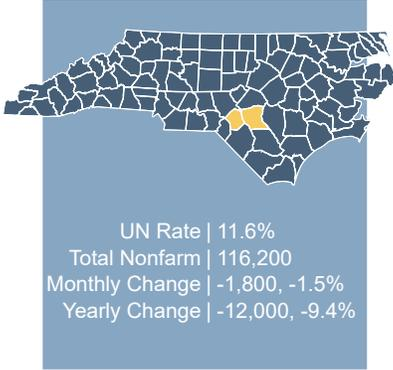 UN Rate | 11.6%
Total Nonfarm | 116,200
Monthly Change | -1,800, -1.5%
Yearly Change | -12,000, -9.4%